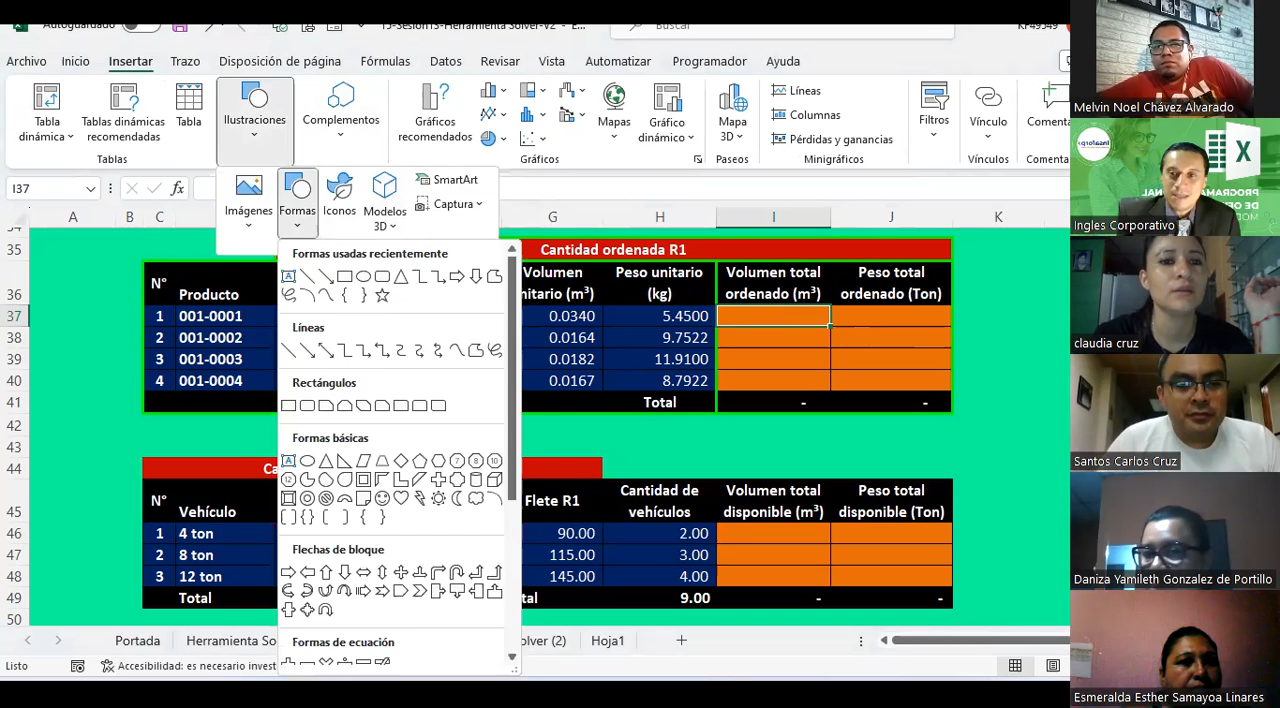 Autoguardado
T3-Sesión13-Herramienta Solver-V2 - E...
Buscar
KF49549
Archivo Inicio Insertar Trazo Disposición de página Fórmulas Datos Revisar Vista Automatizar Programador Ayuda
Tabla dinámica
Tablas dinámicas recomendadas
Tabla
Ilustraciones
Complementos
Gráficos recomendados
Mapas
Gráfico dinámico
Mapa 3D
Líneas
Columnas
Pérdidas y ganancias
Filtros
Vínculo
Tablas Gráficos Paseos Minigráficos Vínculos
I37
fx
Imágenes
Formas
Iconos
Modelos 3D
SmartArt
Captura
A B C G H I J K
Formas usadas recientemente
Líneas
Rectángulos
Formas básicas
Flechas de bloque
Formas de ecuación
35 Cantidad ordenada R1
36 N° Producto Peso unitario (kg) Volumen total ordenado (m³) Peso total ordenado (Ton)
Volumen
37 1 001-0001 0.0340 5.4500
38 2 001-0002 0.0164 9.7522
39 3 001-0003 0.0182 11.9100
40 4 001-0004 0.0167 8.7922
41 Total - -
42
43
44
45 N° Vehículo Flete R1 Cantidad de vehículos Volumen total disponible (m³) Peso total disponible (Ton)
46 1 4 ton 90.00 2.00
47 2 8 ton 115.00 3.00
48 3 12 ton 145.00 4.00
49 Total 9.00 - -
50
Portada
Hoja1
Listo
Melvin Noel Chávez Alvarado
Insaforp
X
Ingles Corporativo
claudia cruz
Santos Carlos Cruz
Daniza Yamileth Gonzalez de Portillo
Esmeralda Esther Samayoa Linares